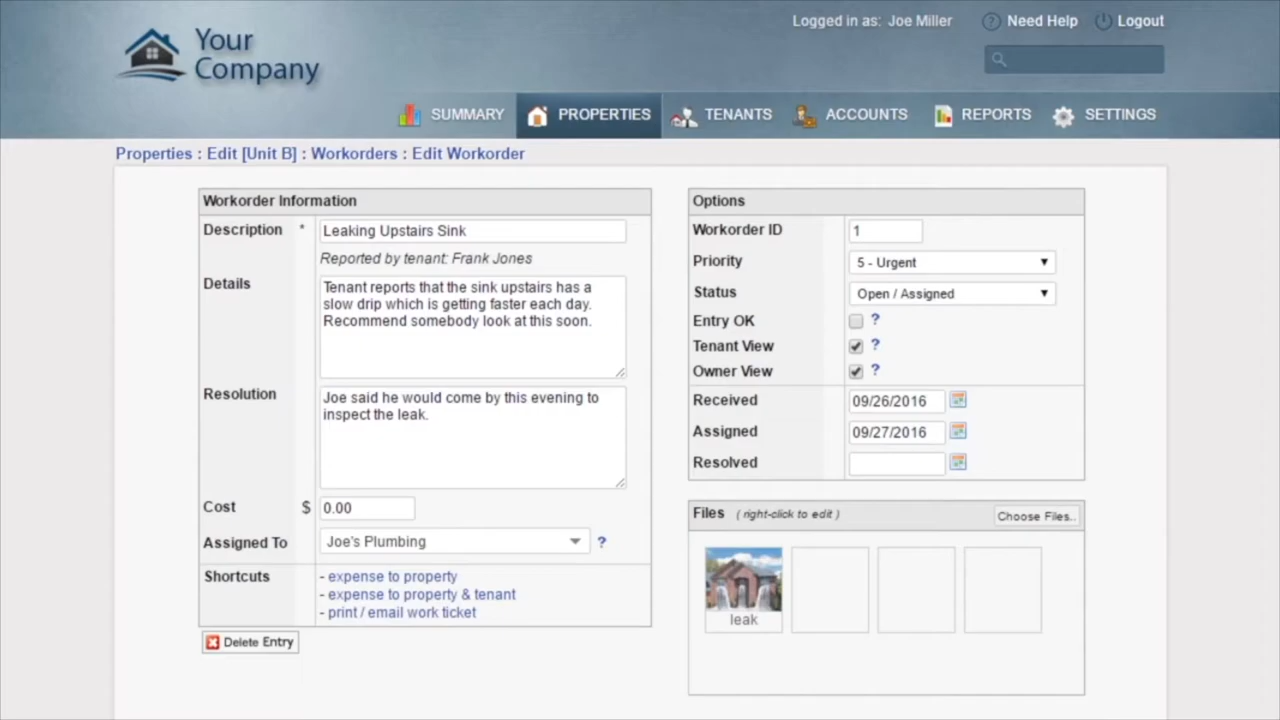 Logged in as: Joe Miller
Need Help
Logout
Your
Company
SUMMARY
PROPERTIES
TENANTS
ACCOUNTS
REPORTS
SETTINGS
Properties : Edit [Unit B] : Workorders : Edit Workorder
Workorder Information
Description * Leaking Upstairs Sink
Reported by tenant: Frank Jones
Details
Tenant reports that the sink upstairs has a
slow drip which is getting faster each day.
Recommend somebody look at this soon.
Resolution
Joe said he would come by this evening to
inspect the leak.
Cost $ 0.00
Assigned To Joe's Plumbing ?
Shortcuts
- expense to property
- expense to property & tenant
- print / email work ticket
Delete Entry
Options
Workorder ID 1
Priority 5 - Urgent
Status Open / Assigned
Entry OK ?
Tenant View ?
Owner View ?
Received 09/26/2016
Assigned 09/27/2016
Resolved
Files ( right-click to edit ) Choose Files..
leak